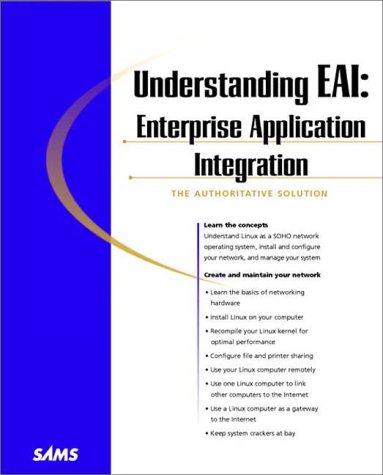 Understanding EAI:
Enterprise Application
Integration
THE AUTHORITATIVE SOLUTION
Learn the concepts
Understand Linux as a SOHO network
operating system, install and configure
your network, and manage your system
Create and maintain your network
• Learn the basics of networking
hardware
• Install Linux on your computer
• Recompile your Linux kernel for
optimal performance
• Configure file and printer sharing
• Use your Linux computer remotely
• Use one Linux computer to link
other computers to the Internet
• Use a Linux computer as a gateway
to the Internet
• Keep system crackers at bay
SAMS